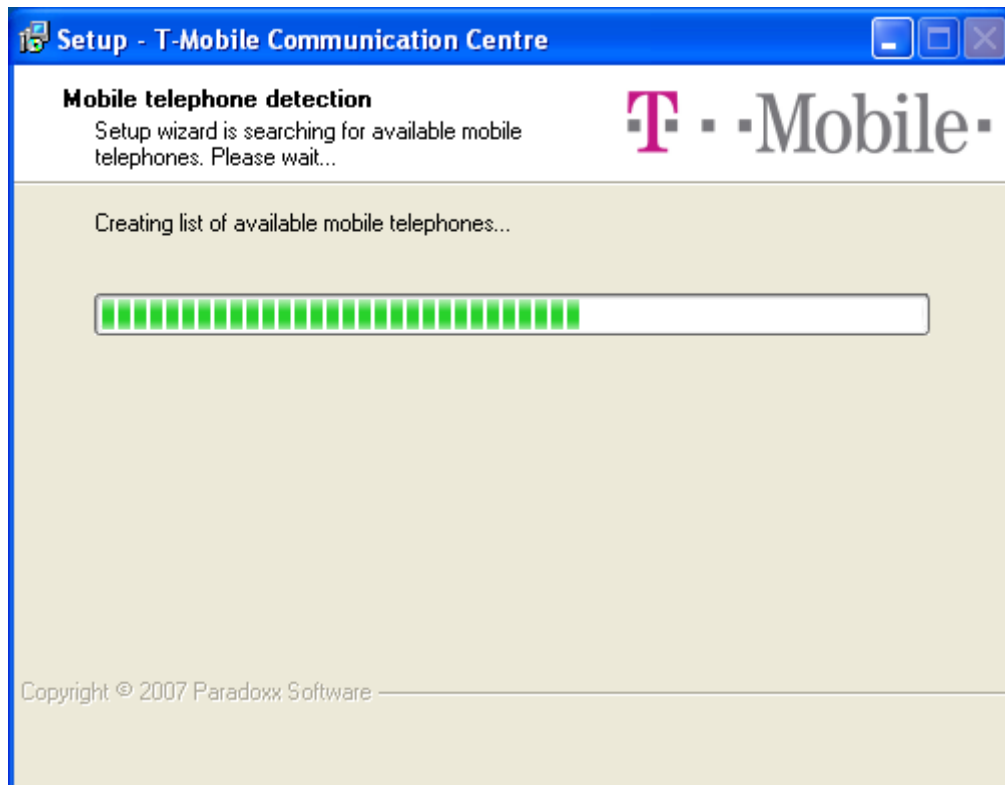 Setup - T-Mobile Communication Centre
Mobile telephone detection
Setup wizard is searching for available mobile
telephones. Please wait...
T · · Mobile ·
Creating list of available mobile telephones...
Copyright © 2007 Paradoxx Software